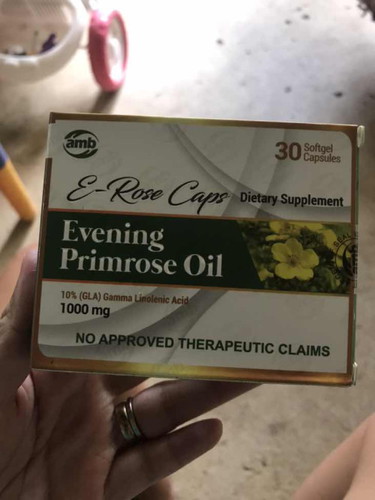 amb
30 Softgel
Capsules
E-Rose Caps Dietary Supplement
Evening
Primrose Oil
10% (GLA) Gamma Linolenic Acid
1000 mg
NO APPROVED THERAPEUTIC CLAIMS